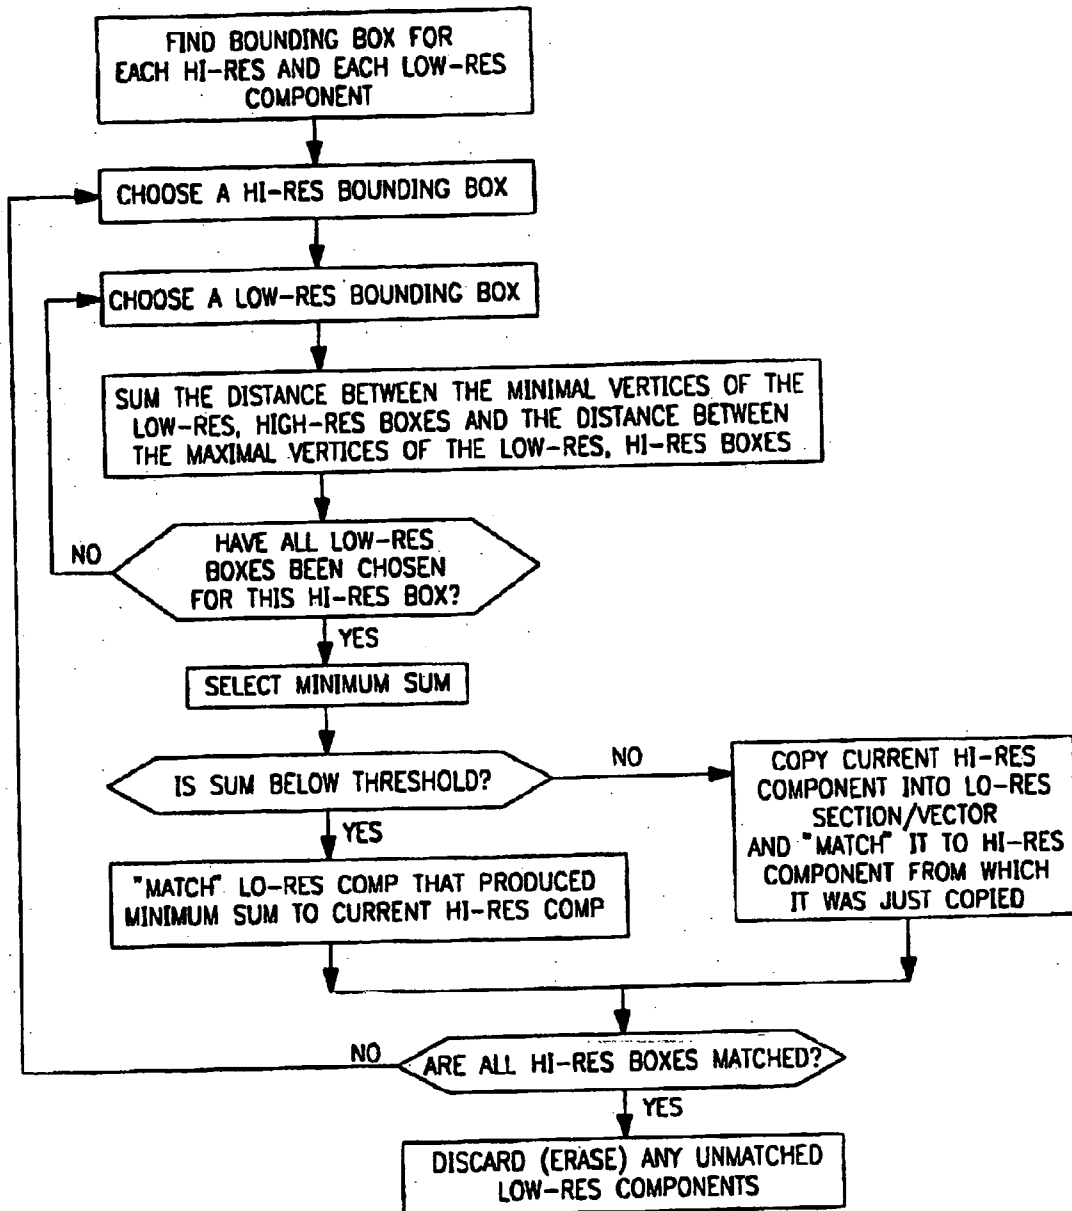 FIND BOUNDING BOX FOR
EACH HI-RES AND EACH LOW-RES
COMPONENT
CHOOSE A HI-RES BOUNDING BOX
CHOOSE A LOW-RES BOUNDING BOX
SUM THE DISTANCE BETWEEN THE MINIMAL VERTICES OF THE
LOW-RES, HIGH-RES BOXES AND THE DISTANCE BETWEEN
THE MAXIMAL VERTICES OF THE LOW-RES, HI-RES BOXES
NO
HAVE ALL LOW-RES
BOXES BEEN CHOSEN
FOR THIS HI-RES BOX?
YES
SELECT MINIMUM SUM
IS SUM BELOW THRESHOLD?
NO
YES
COPY CURRENT HI-RES
COMPONENT INTO LO-RES
SECTION/VECTOR
AND "MATCH" IT TO HI-RES
COMPONENT FROM WHICH
IT WAS JUST COPIED
"MATCH" LO-RES COMP THAT PRODUCED
MINIMUM SUM TO CURRENT HI-RES COMP
NO
ARE ALL HI-RES BOXES MATCHED?
YES
DISCARD (ERASE) ANY UNMATCHED
LOW-RES COMPONENTS